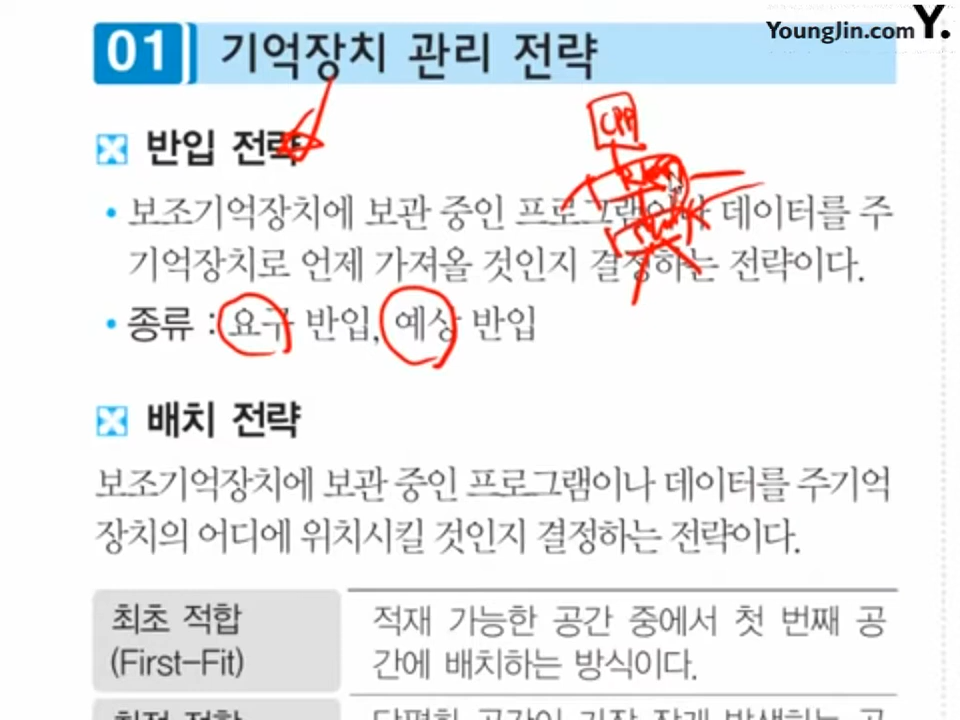 YoungJin.com Y.
01 기억장치 관리 전략
반입 전략
• 보조기억장치에 보관 중인 프로그램이나 데이터를 주
기억장치로 언제 가져올 것인지 결정하는 전략이다.
• 종류 : 요구 반입, 예상 반입
배치 전략
보조기억장치에 보관 중인 프로그램이나 데이터를 주기억
장치의 어디에 위치시킬 것인지 결정하는 전략이다.
최초 적합
(First-Fit)
적재 가능한 공간 중에서 첫 번째 공
간에 배치하는 방식이다.